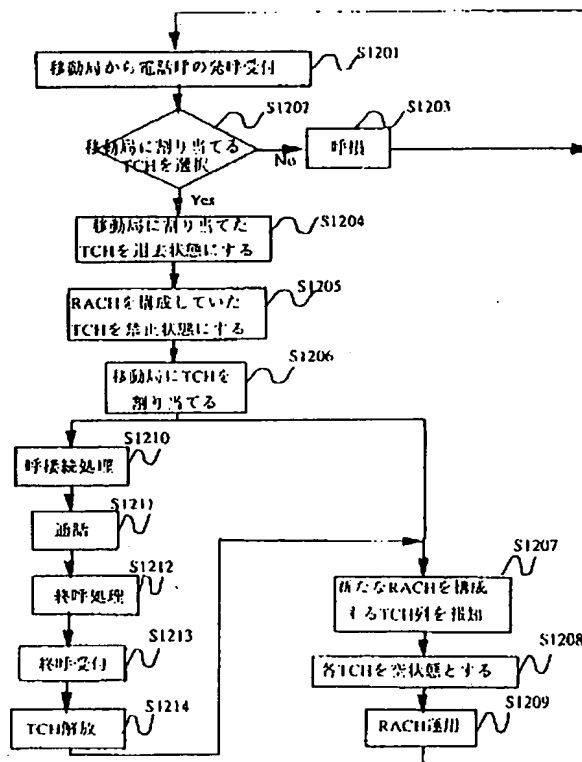 S1201
移動局から電話呼の発呼受付
S1202
移動局に割り当てる
TCHを選択
No
Yes
S1203
呼損
S1204
移動局に割り当てた
TCHを退去状態にする
S1205
RACHを構成していた
TCHを禁止状態にする
S1206
移動局にTCHを
割り当てる
S1210
呼接続処理
S1211
通話
S1212
終呼処理
S1213
終呼受付
S1214
TCH解放
S1207
新たなRACHを構成
するTCH列を報知
S1208
各TCHを空状態とする
S1209
RACH運用